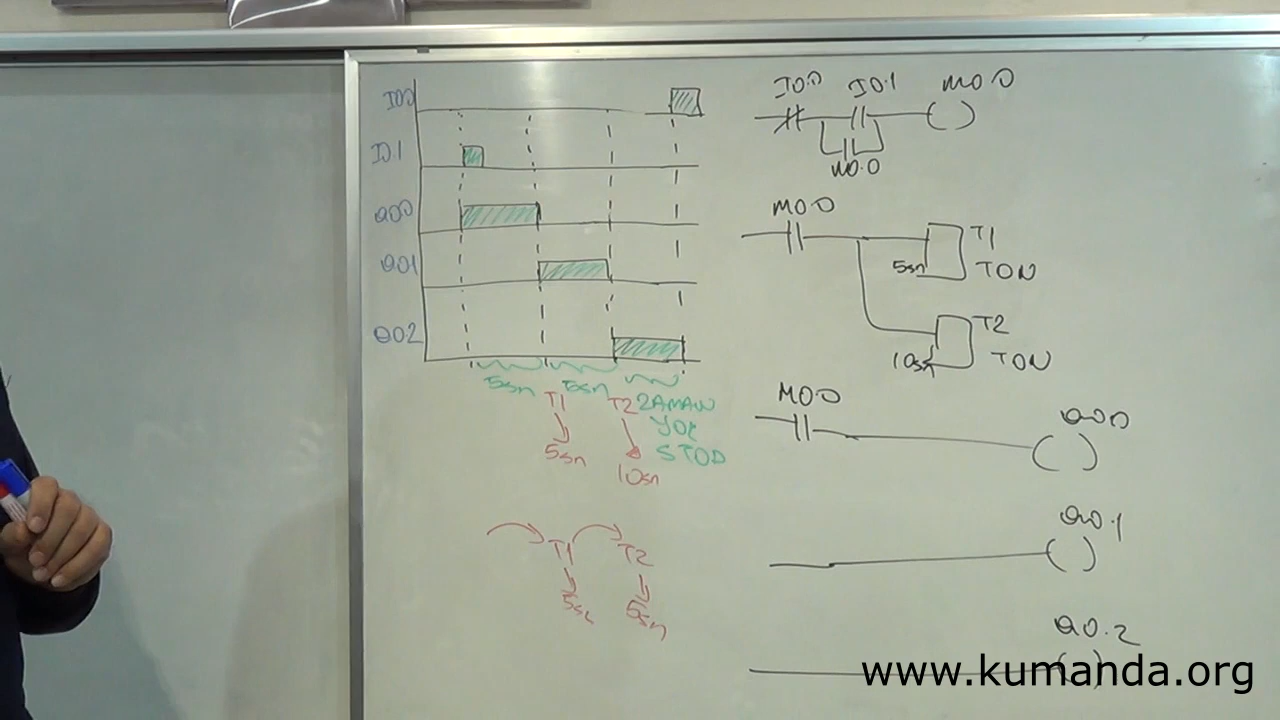 I0.0
I0.1
Q0.0
Q0.1
Q0.2
5sn 5sn
T1 T2 ZAMAN
YOK
STOP
5sn
10sn
T1 T2
5sn 5sn
I0.0 I0.1 M0.0
( )
M0.0
M0.0
T1
5sn TON
T2
10sn TON
M0.0
Q0.0
( )
Q0.1
( )
Q0.2
( )
www.kumanda.org